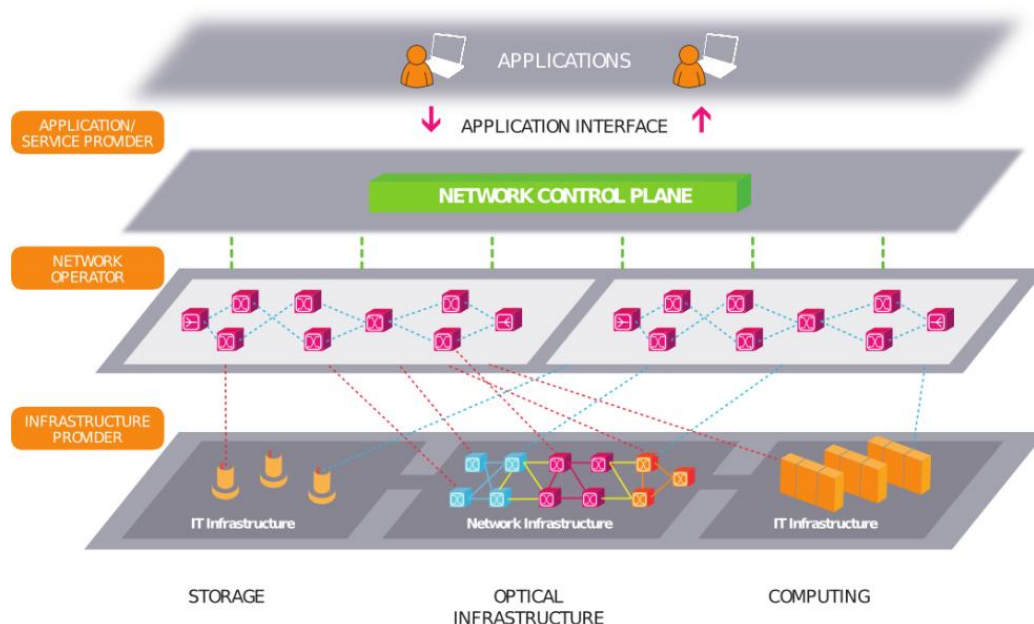 APPLICATIONS
APPLICATION/
SERVICE PROVIDER
APPLICATION INTERFACE
NETWORK CONTROL PLANE
NETWORK
OPERATOR
INFRASTRUCTURE
PROVIDER
IT Infrastructure
Network Infrastructure
IT Infrastructure
STORAGE
OPTICAL
INFRASTRUCTURE
COMPUTING